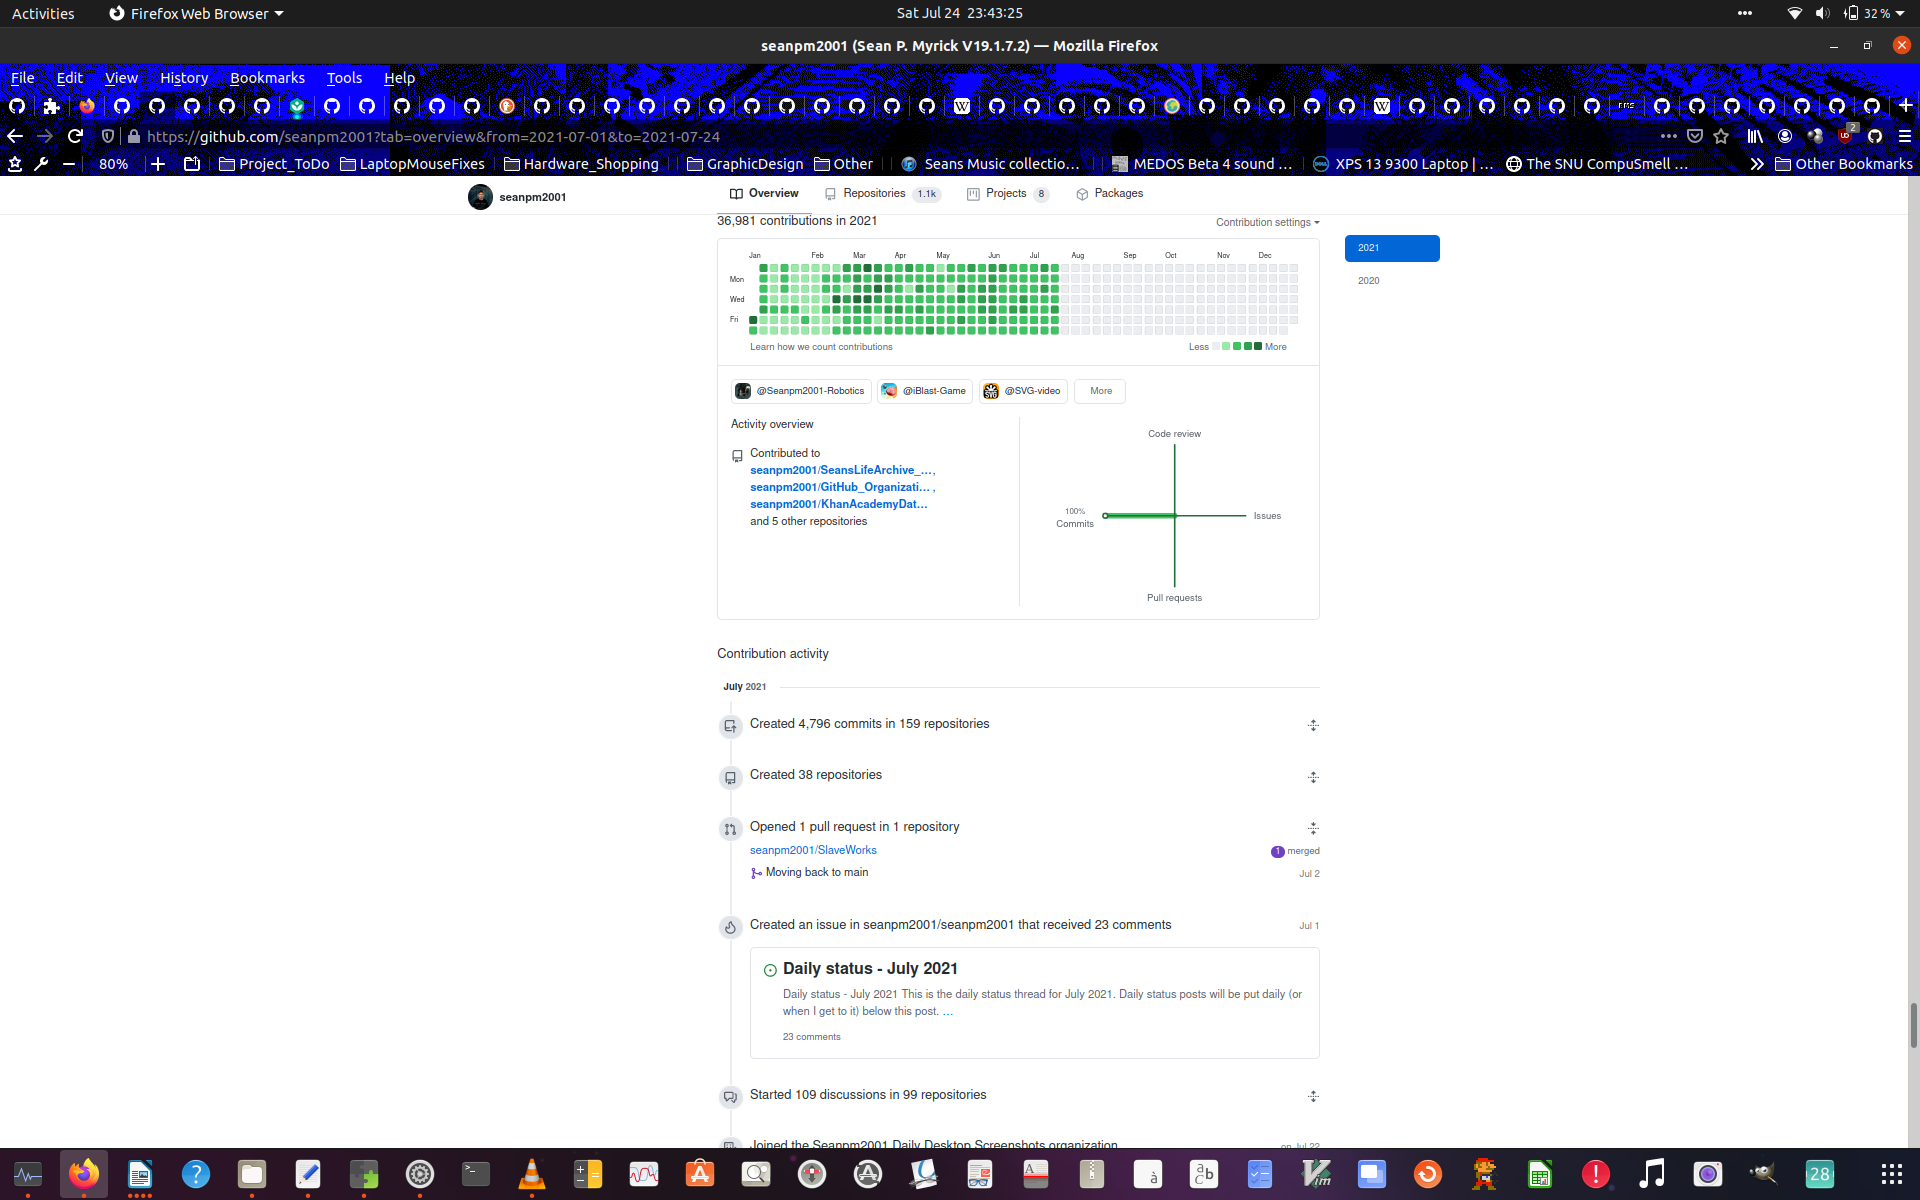 Activities
Firefox Web Browser
Sat Jul 24 23:43:25
32 %
seanpm2001 (Sean P. Myrick V19.1.7.2) — Mozilla Firefox
File Edit View History Bookmarks Tools Help
https://github.com/seanpm2001?tab=overview&from=2021-07-01&to=2021-07-24
2
80%
Project_ToDo
LaptopMouseFixes
Hardware_Shopping
GraphicDesign
Other
Seans Music collectio…
MEDOS Beta 4 sound …
XPS 13 9300 Laptop | …
The SNU CompuSmell …
Other Bookmarks
seanpm2001
Overview
Repositories 1.1k
Projects 8
Packages
36,981 contributions in 2021
Contribution settings
2021
2020
Jan Feb Mar Apr May Jun Jul Aug Sep Oct Nov Dec
Mon
Wed
Fri
Learn how we count contributions
Less More
@Seanpm2001-Robotics
@iBlast-Game
@SVG-video
More
Activity overview
Contributed to
seanpm2001/SeansLifeArchive_…,
seanpm2001/GitHub_Organizati… ,
seanpm2001/KhanAcademyDat…
and 5 other repositories
Code review
100%
Commits
Issues
Pull requests
Contribution activity
July 2021
Created 4,796 commits in 159 repositories
Created 38 repositories
Opened 1 pull request in 1 repository
seanpm2001/SlaveWorks
1 merged
Moving back to main
Jul 2
Created an issue in seanpm2001/seanpm2001 that received 23 comments
Jul 1
Daily status - July 2021
Daily status - July 2021 This is the daily status thread for July 2021. Daily status posts will be put daily (or
when I get to it) below this post. …
23 comments
Started 109 discussions in 99 repositories
Joined the Seanpm2001 Daily Desktop Screenshots organization
on Jul 22
28